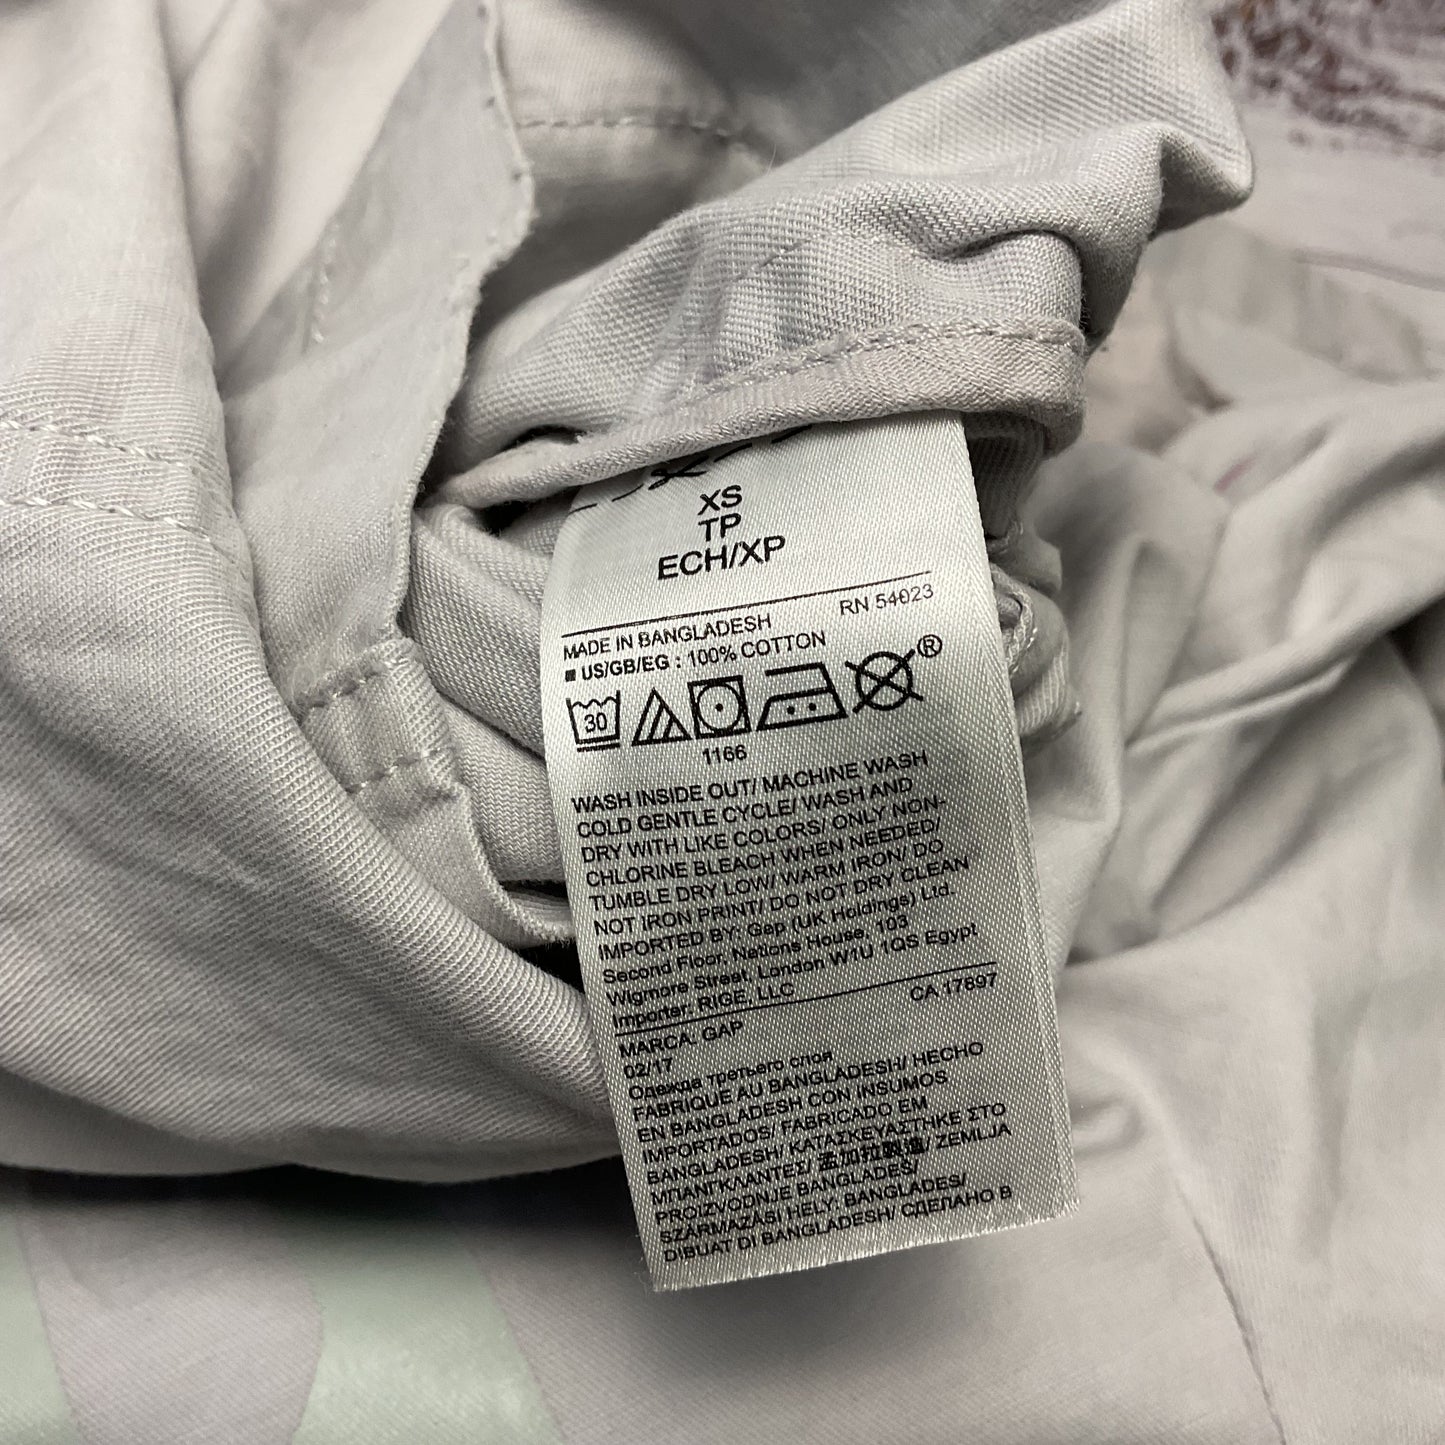 XS
TP
ECH/XP
RN 54023
MADE IN BANGLADESH
■ US/GB/EG : 100% COTTON
®
30
1166
WASH INSIDE OUT/ MACHINE WASH
COLD GENTLE CYCLE/ WASH AND
DRY WITH LIKE COLORS/ ONLY NON-
CHLORINE BLEACH WHEN NEEDED/
TUMBLE DRY LOW/ WARM IRON/ DO
NOT IRON PRINT/ DO NOT DRY CLEAN
IMPORTED BY: Gap (UK Holdings) Ltd.
Second Floor, Nations House, 103
Wigmore Street, London W1U 1QS Egypt
Importer: RIGE, LLC
CA 17897
MARCA: GAP
02/17
Одежда третьего слоя
FABRIQUE AU BANGLADESH/ HECHO
EN BANGLADESH CON INSUMOS
IMPORTADOS/ FABRICADO EM
BANGLADESH/ ΚΑΤΑΣΚΕΥΑΣΤΗΚΕ ΣΤΟ
ΜΠΑΝΓΚΛΑΝΤΕΣ/ 孟加拉製造/ ZEMLJA
PROIZVODNJE BANGLADEŠ/
SZÁRMAZÁSI HELY: BANGLADES/
DIBUAT DI BANGLADESH/ СДЕЛАНО В